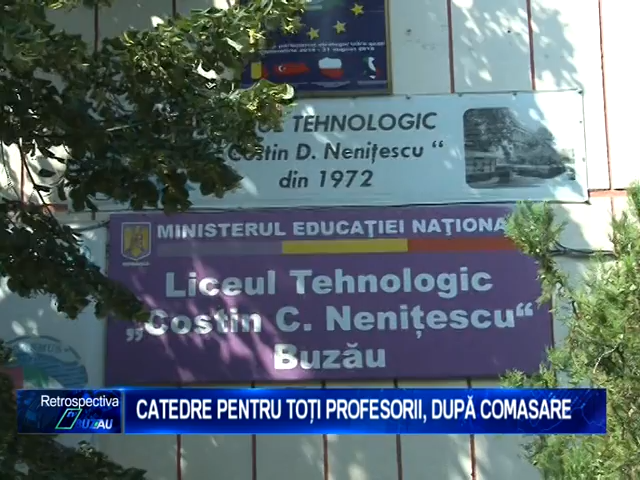 TEHNOLOGIC
Costin D. Nenițescu “
din 1972
MINISTERUL EDUCAȚIEI
Liceul Tehnologic
„Costin C. Nenițescu“
Buzău
Retrospectiva
BUZAU
CATEDRE PENTRU TOȚI PROFESORII, DUPĂ COMASARE